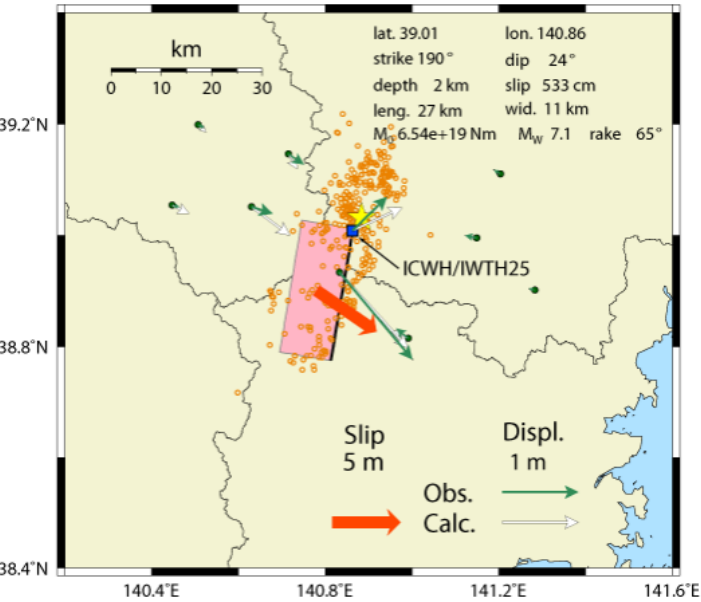 lat. 39.01 lon. 140.86
km
strike 190° dip 24°
depth 2 km slip 533 cm
0 10 20 30
leng. 27 km wid. 11 km
39.2°N
Mo 6.54e+19 Nm Mw 7.1 rake 65°
ICWH/IWTH25
38.8°N
Slip Displ.
5 m 1 m
Obs.
Calc.
38.4°N
140.4°E 140.8°E 141.2°E 141.6°E